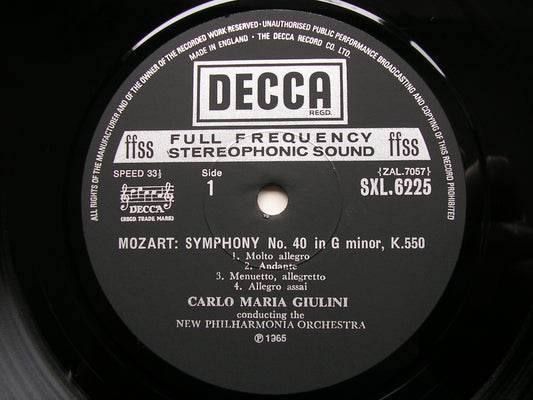 ALL RIGHTS OF THE MANUFACTURER AND OF THE OWNER OF THE RECORDED WORK RESERVED · UNAUTHORISED PUBLIC PERFORMANCE BROADCASTING AND COPYING OF THIS RECORD PROHIBITED
MADE IN ENGLAND · THE DECCA RECORD CO. LTD.
DECCA
REGD.
ffss FULL FREQUENCY ffss
STEREOPHONIC SOUND
SPEED 33⅓ Side {ZAL.7057}
1 SXL.6225
DECCA
(REGD. TRADE MARK)
MOZART: SYMPHONY No. 40 in G minor, K.550
1. Molto allegro
2. Andante
3. Menuetto, allegretto
4. Allegro assai
CARLO MARIA GIULINI
conducting the
NEW PHILHARMONIA ORCHESTRA
℗ 1965